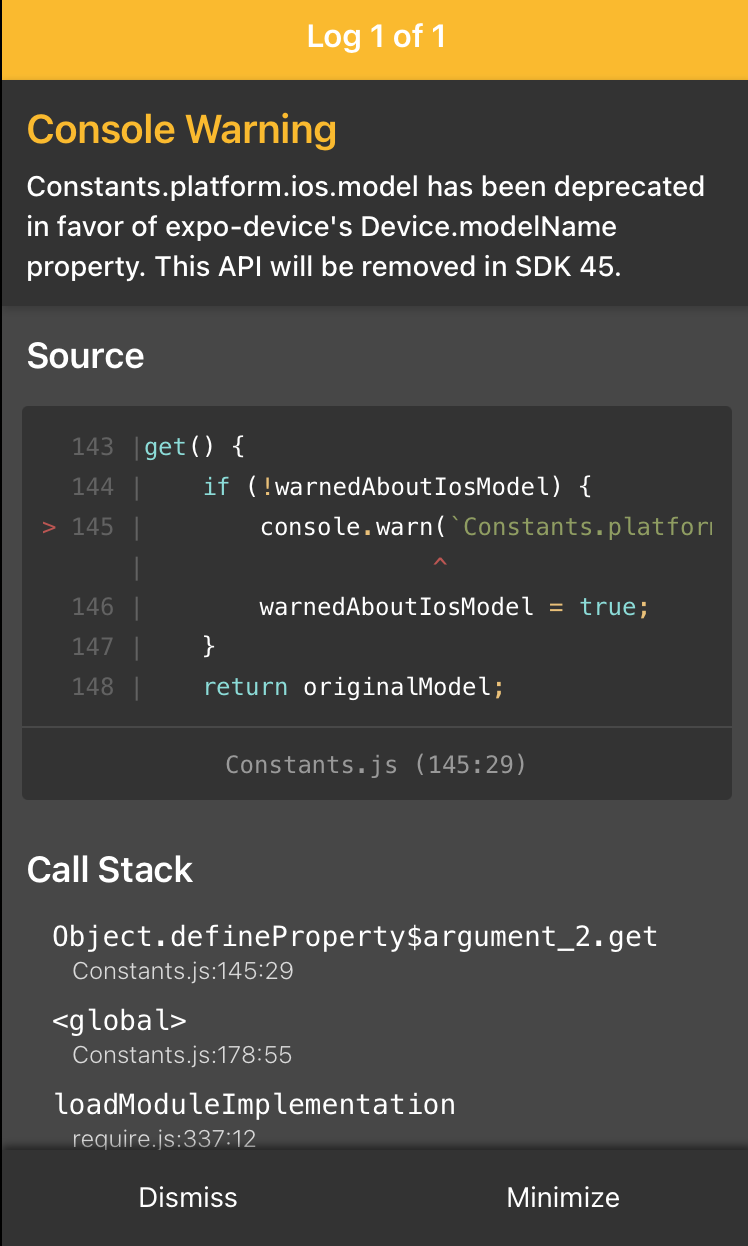 Log 1 of 1
Console Warning
Constants.platform.ios.model has been deprecated
in favor of expo-device's Device.modelName
property. This API will be removed in SDK 45.
Source
143 |get() {
144 |    if (!warnedAboutIosModel) {
> 145 |        console.warn(`Constants.platform
|                    ^
146 |        warnedAboutIosModel = true;
147 |    }
148 |    return originalModel;
Constants.js (145:29)
Call Stack
Object.defineProperty$argument_2.get
Constants.js:145:29
<global>
Constants.js:178:55
loadModuleImplementation
require.js:337:12
Dismiss
Minimize